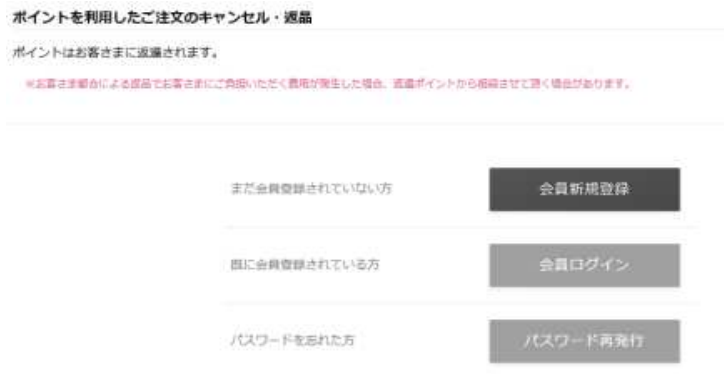 ポイントを利用したご注文のキャンセル・返品
ポイントはお客さまに返還されます。
※お客さま都合による返品でお客さまにご負担いただく費用が発生した場合、返還ポイントから相殺させて頂く場合があります。
まだ会員登録されていない方
会員新規登録
既に会員登録されている方
会員ログイン
パスワードを忘れた方
パスワード再発行